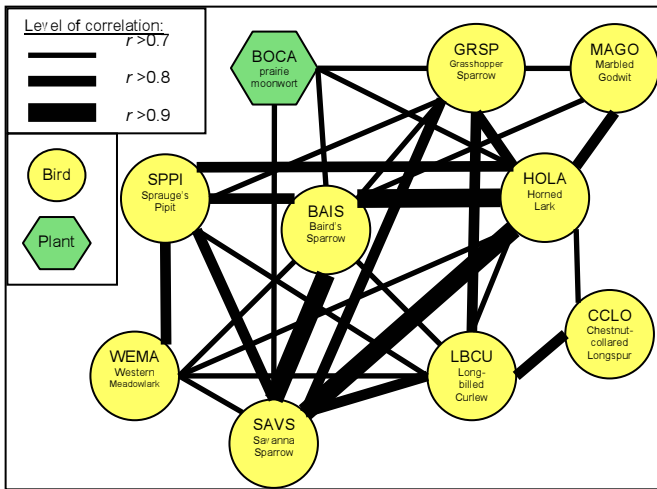 Level of correlation:
r >0.7
r >0.8
r >0.9
Bird
Plant
BOCA
prairie
moonwort
GRSP
Grasshopper
Sparrow
MAGO
Marbled
Godwit
SPPI
Sprauge's
Pipit
BAIS
Baird's
Sparrow
HOLA
Horned
Lark
WEMA
Western
Meadowlark
SAVS
Savanna
Sparrow
LBCU
Long-
billed
Curlew
CCLO
Chestnut-
collared
Longspur